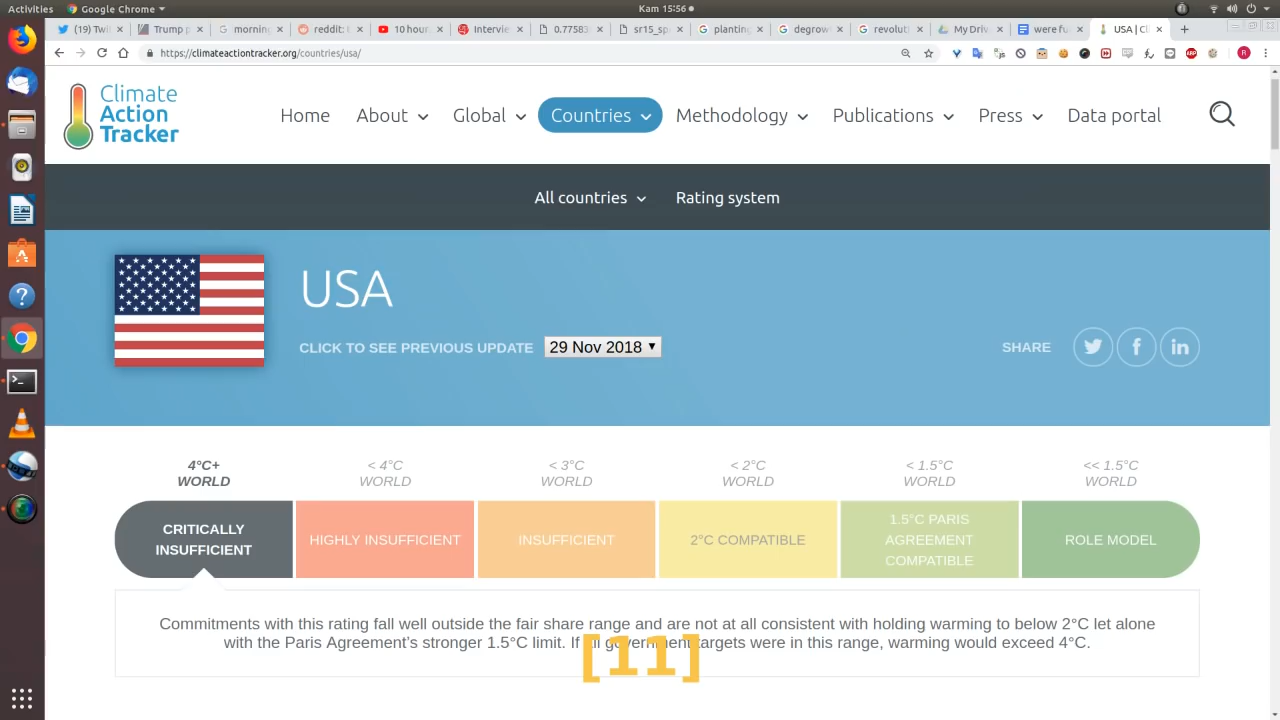 Activities Google Chrome Kam 15:56
(19) Twit Trump p morning reddit: t 10 hour Intervie 0.77583 sr15_sp planting degrow revoluti My Driv were fu USA | Cl
https://climateactiontracker.org/countries/usa/
Climate
Action
Tracker
Home About Global Countries Methodology Publications Press Data portal
All countries Rating system
USA
CLICK TO SEE PREVIOUS UPDATE 29 Nov 2018 SHARE
4°C+ WORLD
< 4°C WORLD
< 3°C WORLD
< 2°C WORLD
< 1.5°C WORLD
<< 1.5°C WORLD
CRITICALLY INSUFFICIENT
HIGHLY INSUFFICIENT
INSUFFICIENT
2°C COMPATIBLE
1.5°C PARIS AGREEMENT COMPATIBLE
ROLE MODEL
Commitments with this rating fall well outside the fair share range and are not at all consistent with holding warming to below 2°C let alone
with the Paris Agreement's stronger 1.5°C limit. If all government targets were in this range, warming would exceed 4°C.
[11]